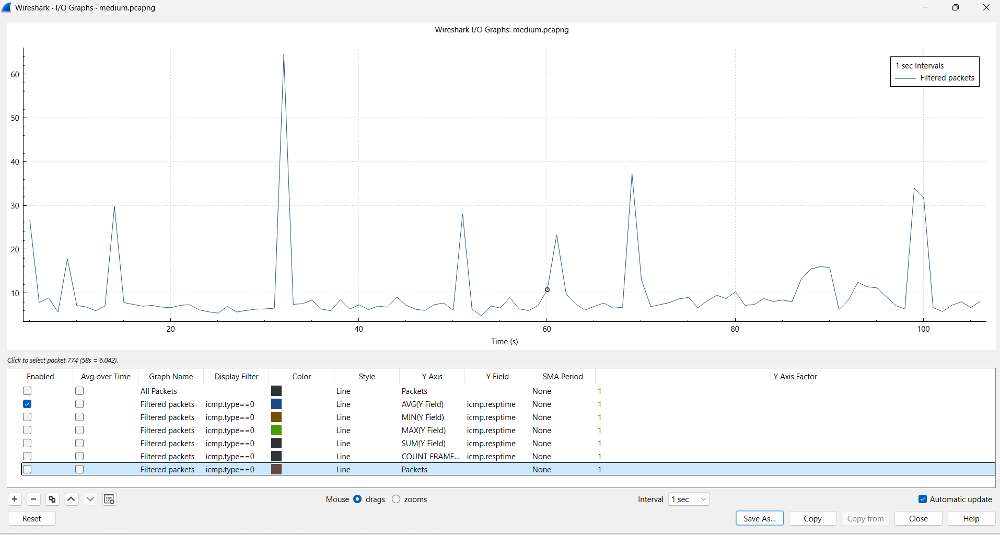 Wireshark · I/O Graphs · medium.pcapng
Wireshark I/O Graphs: medium.pcapng
1 sec Intervals
Filtered packets
60
50
40
30
20
10
20 40 60 80 100
Time (s)
Click to select packet 774 (58s = 6.042).
Enabled Avg over Time Graph Name Display Filter Color Style Y Axis Y Field SMA Period Y Axis Factor
All Packets Line Packets None 1
Filtered packets icmp.type==0 Line AVG(Y Field) icmp.resptime None 1
Filtered packets icmp.type==0 Line MIN(Y Field) icmp.resptime None 1
Filtered packets icmp.type==0 Line MAX(Y Field) icmp.resptime None 1
Filtered packets icmp.type==0 Line SUM(Y Field) icmp.resptime None 1
Filtered packets icmp.type==0 Line COUNT FRAME... icmp.resptime None 1
Filtered packets icmp.type==0 Line Packets None 1
Mouse drags zooms Interval 1 sec Automatic update
Reset Save As... Copy Copy from Close Help